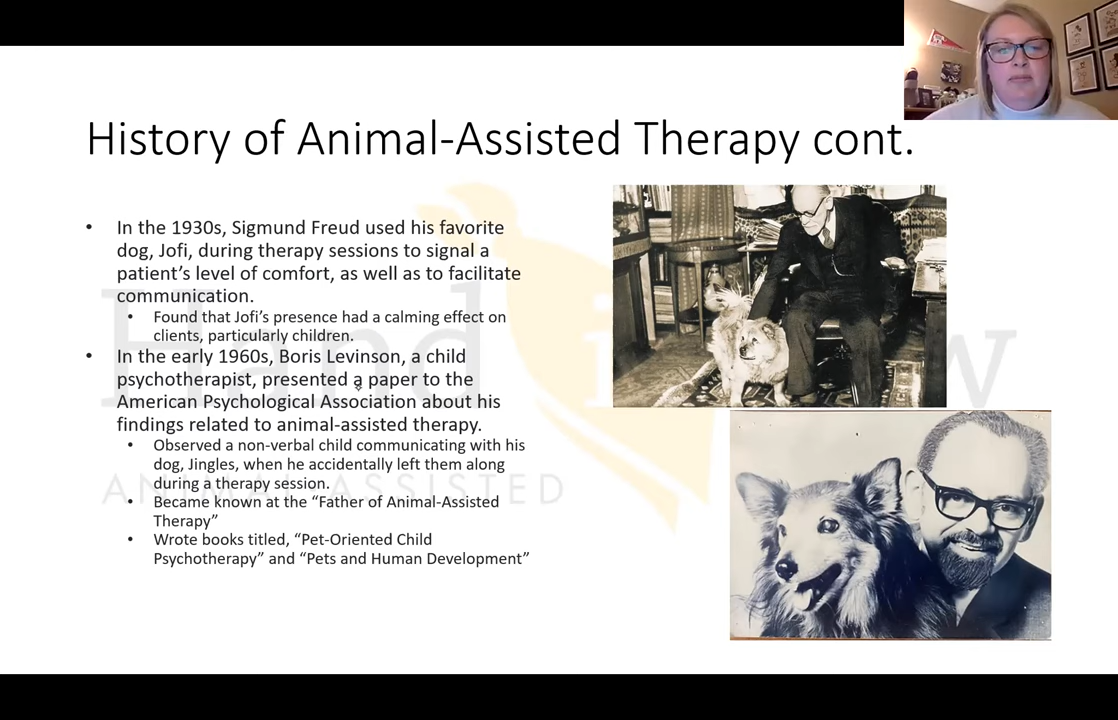 History of Animal-Assisted Therapy cont.
• In the 1930s, Sigmund Freud used his favorite
dog, Jofi, during therapy sessions to signal a
patient’s level of comfort, as well as to facilitate
communication.
• Found that Jofi’s presence had a calming effect on
clients, particularly children.
• In the early 1960s, Boris Levinson, a child
psychotherapist, presented a paper to the
American Psychological Association about his
findings related to animal-assisted therapy.
• Observed a non-verbal child communicating with his
dog, Jingles, when he accidentally left them along
during a therapy session.
• Became known at the “Father of Animal-Assisted
Therapy”
• Wrote books titled, “Pet-Oriented Child
Psychotherapy” and “Pets and Human Development”
Hand
ANIMAL ASSISTED